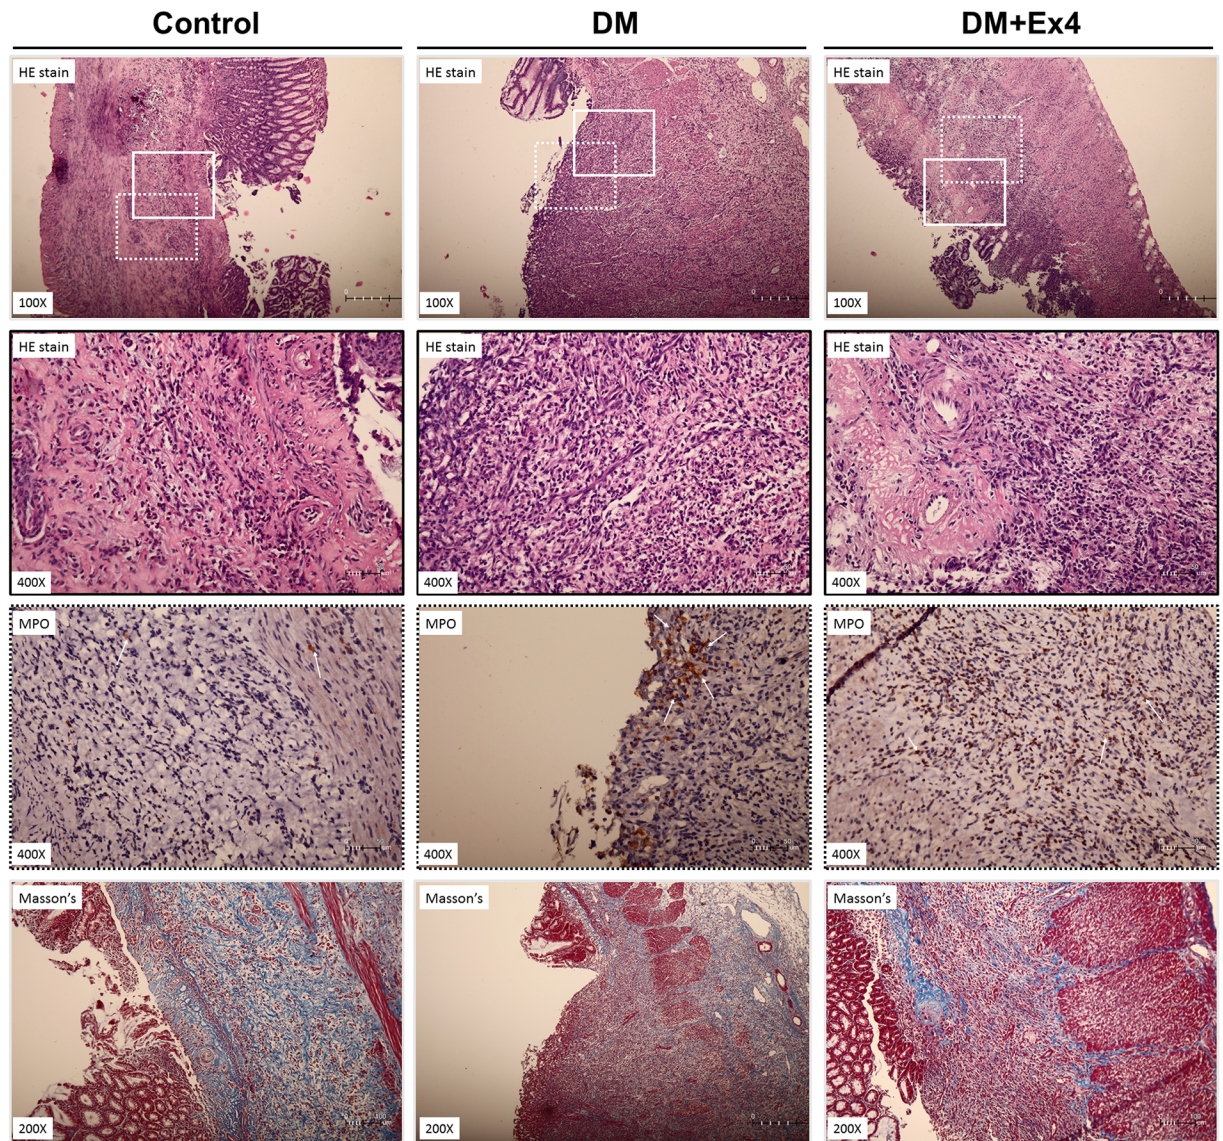 Control DM DM+Ex4
HE stain HE stain HE stain
100X 100X 100X
HE stain HE stain HE stain
400X 400X 400X
MPO MPO MPO
400X 400X 400X
Masson's Masson's Masson's
200X 200X 200X